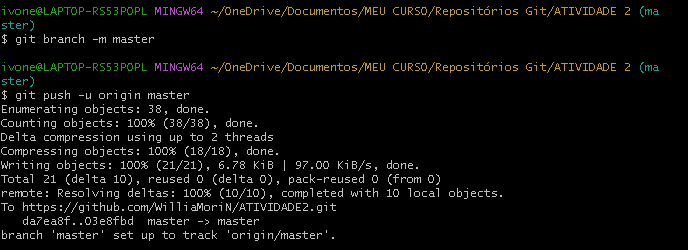 ivone@LAPTOP-RS53POPL MINGW64 ~/OneDrive/Documentos/MEU CURSO/Repositórios Git/ATIVIDADE 2 (ma
ster)
$ git branch -m master
ivone@LAPTOP-RS53POPL MINGW64 ~/OneDrive/Documentos/MEU CURSO/Repositórios Git/ATIVIDADE 2 (ma
ster)
$ git push -u origin master
Enumerating objects: 38, done.
Counting objects: 100% (38/38), done.
Delta compression using up to 2 threads
Compressing objects: 100% (18/18), done.
Writing objects: 100% (21/21), 6.78 KiB | 97.00 KiB/s, done.
Total 21 (delta 10), reused 0 (delta 0), pack-reused 0 (from 0)
remote: Resolving deltas: 100% (10/10), completed with 10 local objects.
To https://github.com/WilliaMoriN/ATIVIDADE2.git
   da7ea8f..03e8fbd  master -> master
branch 'master' set up to track 'origin/master'.